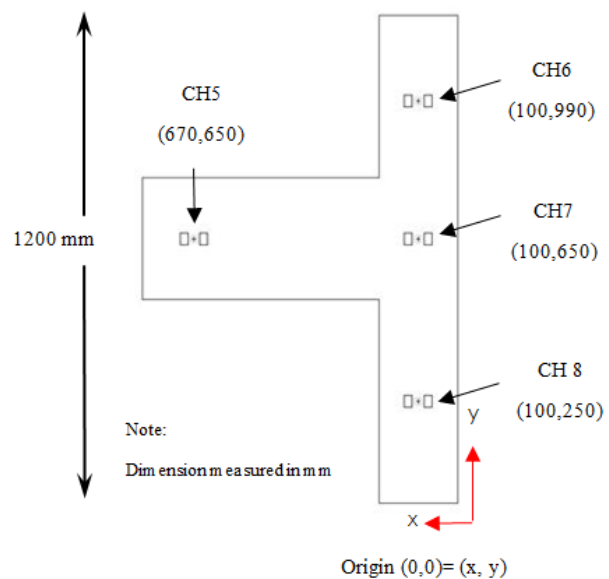 CH5
(670,650)
CH6
(100,990)
1200 mm
CH7
(100,650)
CH 8
(100,250)
Note:
Dimension measured in mm
y
x
Origin (0,0)= (x, y)